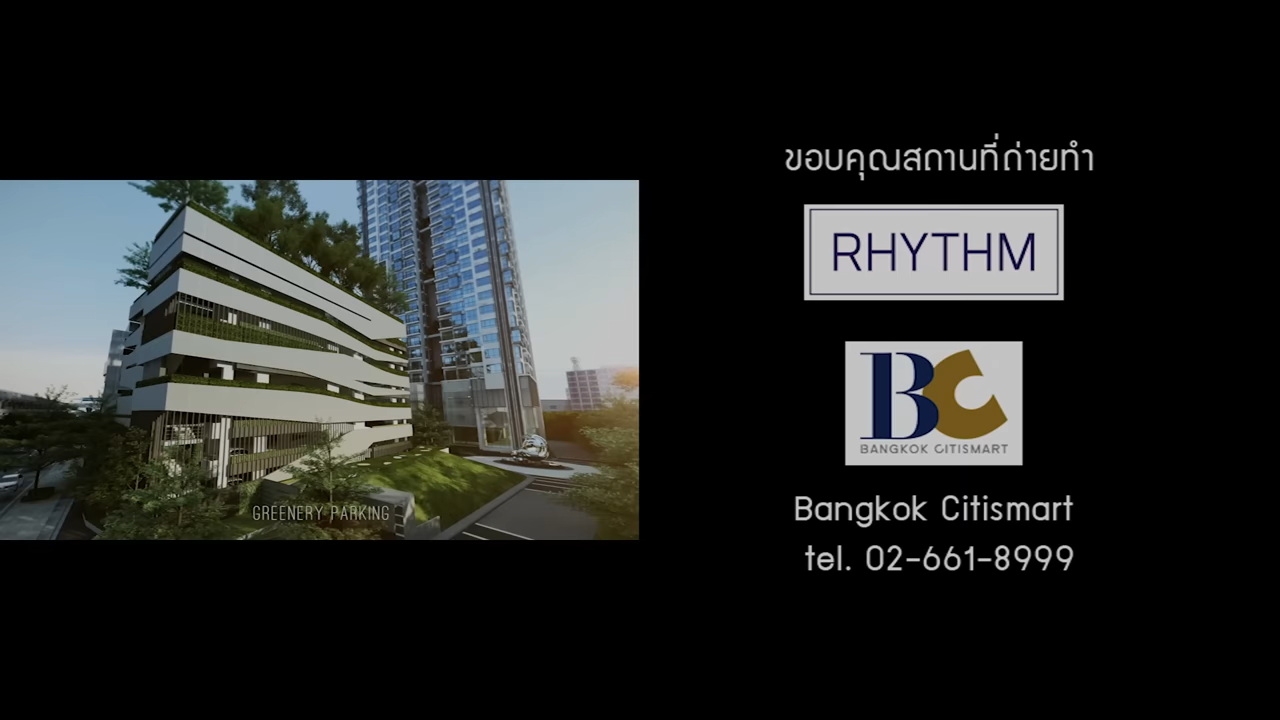 ขอบคุณสถานที่ถ่ายทำ
RHYTHM
BC
BANGKOK CITISMART
Bangkok Citismart
tel. 02-661-8999
GREENERY PARKING